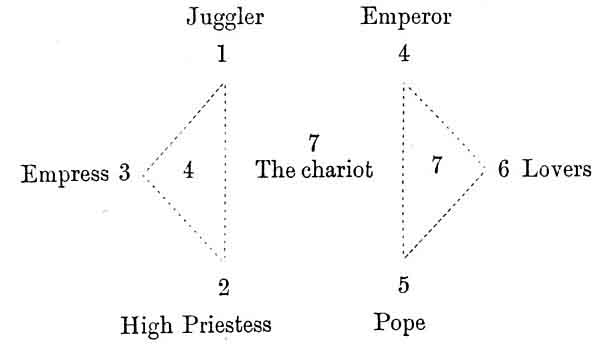 Juggler Emperor
1 4
7
Empress 3 4 The chariot 7 6 Lovers
2 5
High Priestess Pope